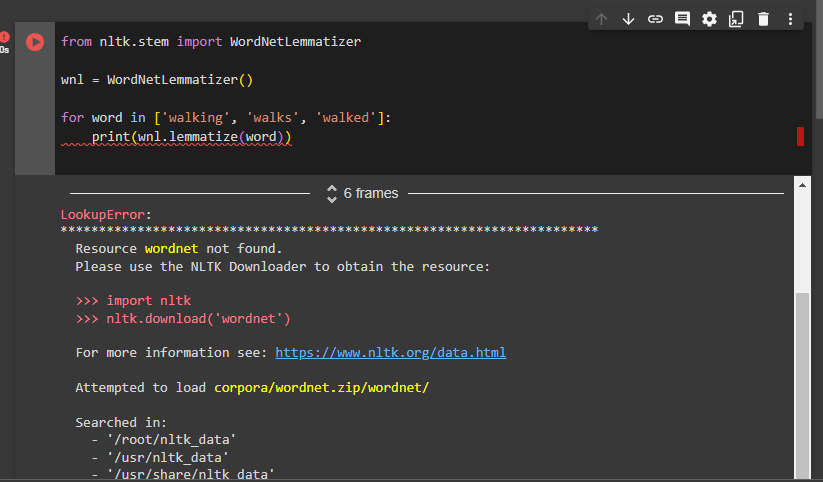 0s
from nltk.stem import WordNetLemmatizer
wnl = WordNetLemmatizer()
for word in ['walking', 'walks', 'walked']:
print(wnl.lemmatize(word))
6 frames
LookupError:
**********************************************************************
Resource wordnet not found.
Please use the NLTK Downloader to obtain the resource:
>>> import nltk
>>> nltk.download('wordnet')
For more information see: https://www.nltk.org/data.html
Attempted to load corpora/wordnet.zip/wordnet/
Searched in:
- '/root/nltk_data'
- '/usr/nltk_data'
- '/usr/share/nltk_data'